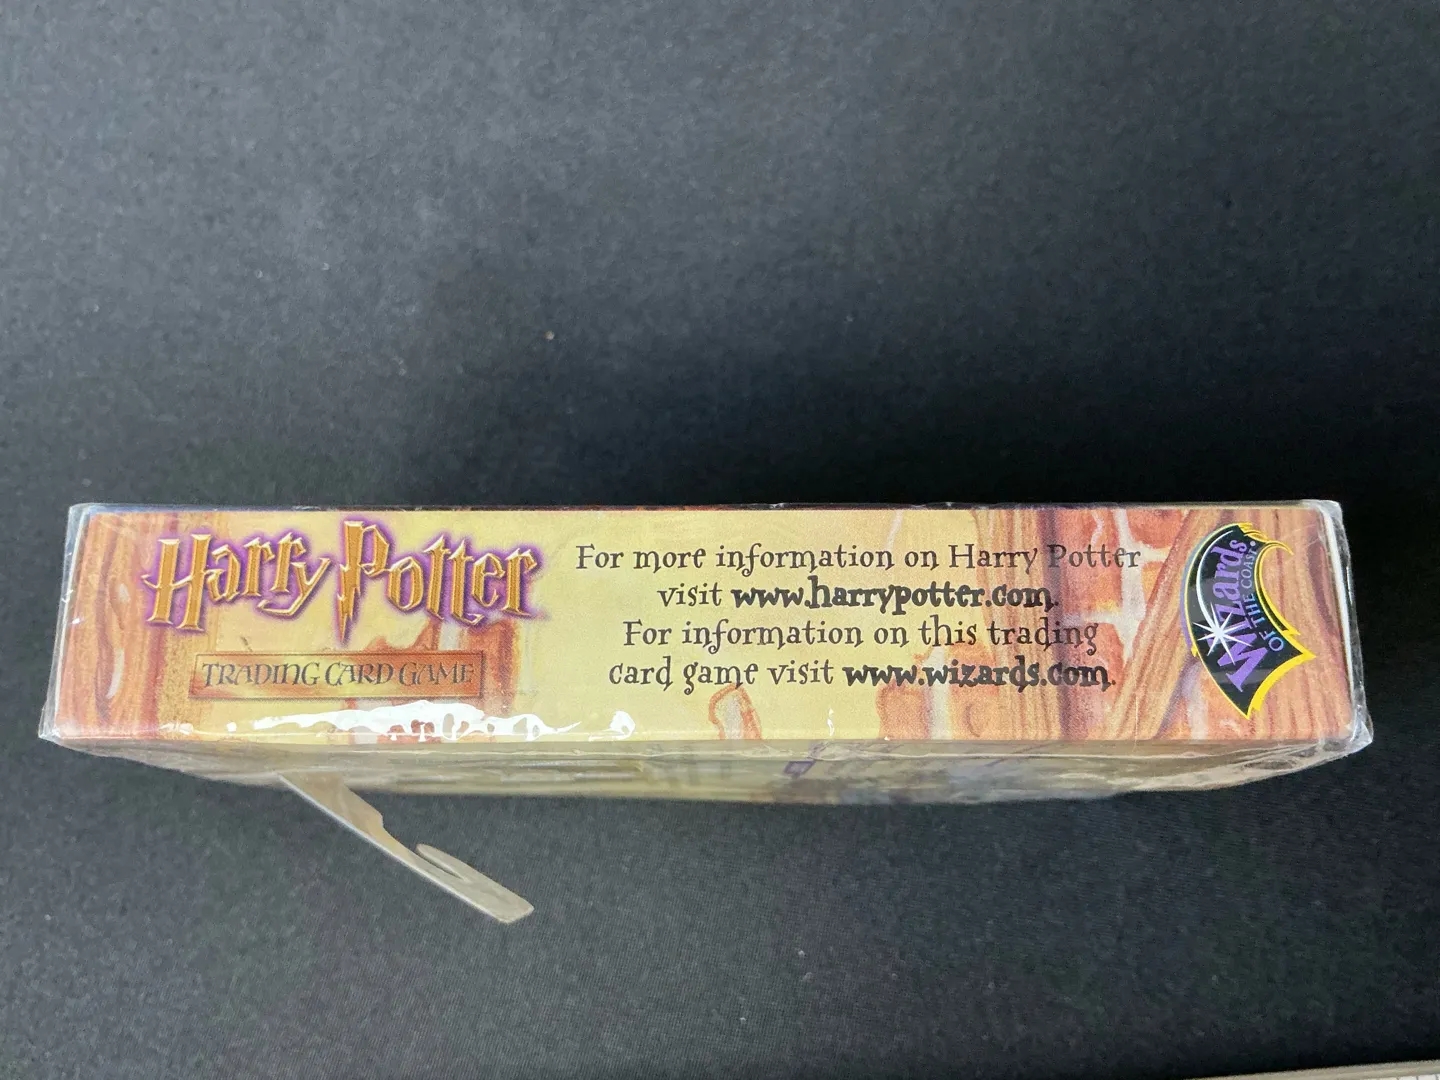 Harry Potter
TRADING CARD GAME
For more information on Harry Potter
visit www.harrypotter.com.
For information on this trading
card game visit www.wizards.com.
Wizards
OF THE COAST